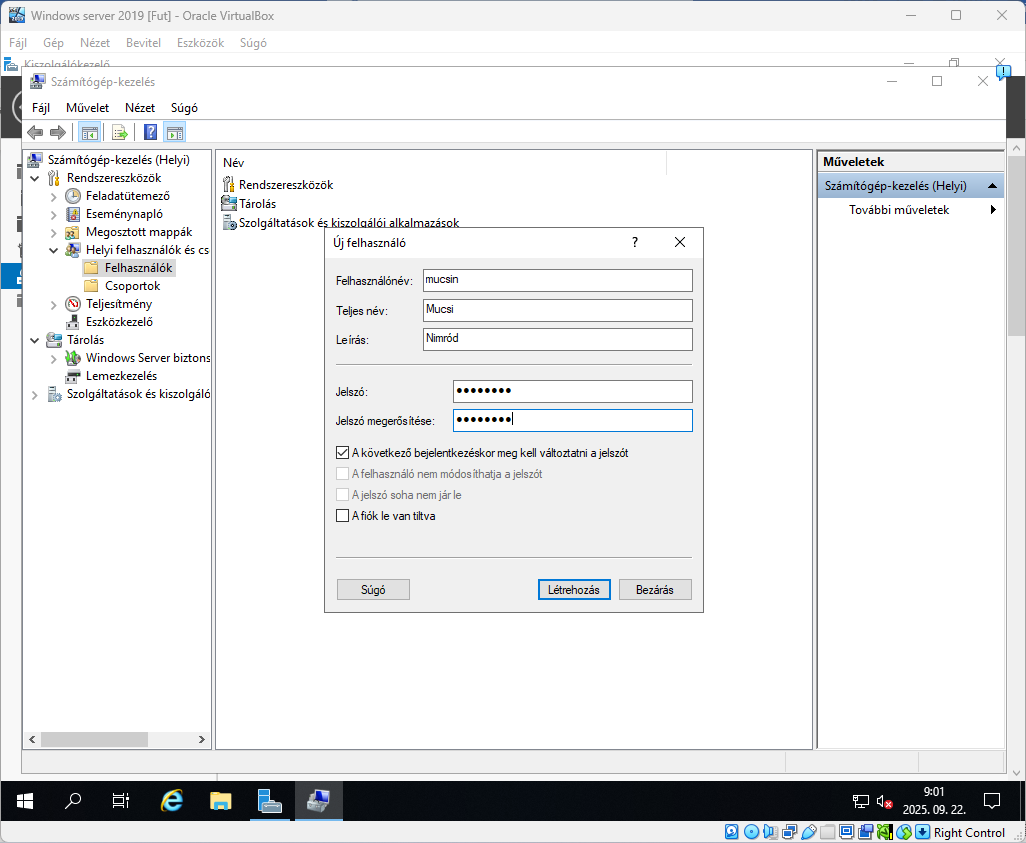 Windows server 2019 [Fut] - Oracle VirtualBox
Fájl Gép Nézet Bevitel Eszközök Súgó
Kiszolgálókezelő
Számítógép-kezelés
Fájl Művelet Nézet Súgó
Számítógép-kezelés (Helyi)
Rendszereszközök
Feladatütemező
Eseménynapló
Megosztott mappák
Helyi felhasználók és cs
Felhasználók
Csoportok
Teljesítmény
Eszközkezelő
Tárolás
Windows Server biztons
Lemezkezelés
Szolgáltatások és kiszolgáló
Név
Rendszereszközök
Tárolás
Szolgáltatások és kiszolgálói alkalmazások
Műveletek
Számítógép-kezelés (Helyi)
További műveletek
Új felhasználó
?
Felhasználónév: mucsin
Teljes név: Mucsi
Leírás: Nimród
Jelszó: ●●●●●●●●
Jelszó megerősítése: ●●●●●●●●
A következő bejelentkezéskor meg kell változtatni a jelszót
A felhasználó nem módosíthatja a jelszót
A jelszó soha nem jár le
A fiók le van tiltva
Súgó Létrehozás Bezárás
9:01
2025. 09. 22.
Right Control